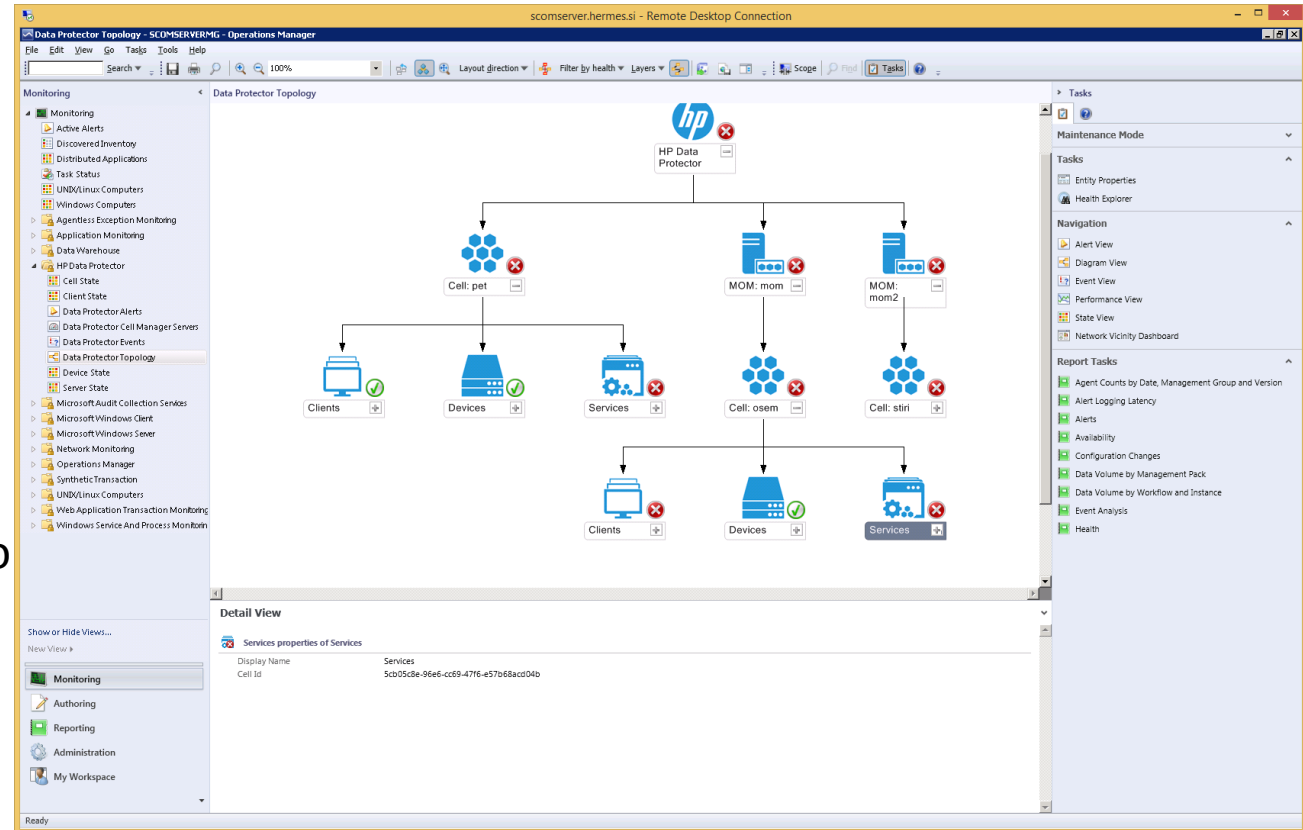 scomserver.hermes.si - Remote Desktop Connection
Data Protector Topology - SCOMSERVERMG - Operations Manager
File Edit View Go Tasks Tools Help
Search 100% Layout direction Filter by health Layers Scope Find Tasks
Monitoring
Monitoring
Active Alerts
Discovered Inventory
Distributed Applications
Task Status
UNIX/Linux Computers
Windows Computers
Agentless Exception Monitoring
Application Monitoring
Data Warehouse
HP Data Protector
Cell State
Client State
Data Protector Alerts
Data Protector Cell Manager Servers
Data Protector Events
Data Protector Topology
Device State
Server State
Microsoft Audit Collection Services
Microsoft Windows Client
Microsoft Windows Server
Network Monitoring
Operations Manager
Synthetic Transaction
UNIX/Linux Computers
Web Application Transaction Monitoring
Windows Service And Process Monitorin
Show or Hide Views...
New View
Monitoring
Authoring
Reporting
Administration
My Workspace
Ready
Data Protector Topology
hp
HP Data
Protector
Cell: pet
MOM: mom
MOM:
mom2
Clients
Devices
Services
Cell: osem
Cell: stiri
Clients
Devices
Services
Detail View
Services properties of Services
Display Name Services
Cell Id 5cb05c8e-96e6-cc69-47f6-e57b68acd04b
Tasks
Maintenance Mode
Tasks
Entity Properties
Health Explorer
Navigation
Alert View
Diagram View
Event View
Performance View
State View
Network Vicinity Dashboard
Report Tasks
Agent Counts by Date, Management Group and Version
Alert Logging Latency
Alerts
Availability
Configuration Changes
Data Volume by Management Pack
Data Volume by Workflow and Instance
Event Analysis
Health